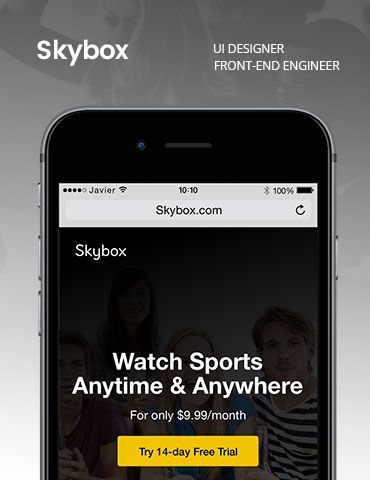 Skybox
UI DESIGNER
FRONT-END ENGINEER
Javier
10:10
100%
Skybox.com
Skybox
Watch Sports
Anytime & Anywhere
For only $9.99/month
Try 14-day Free Trial